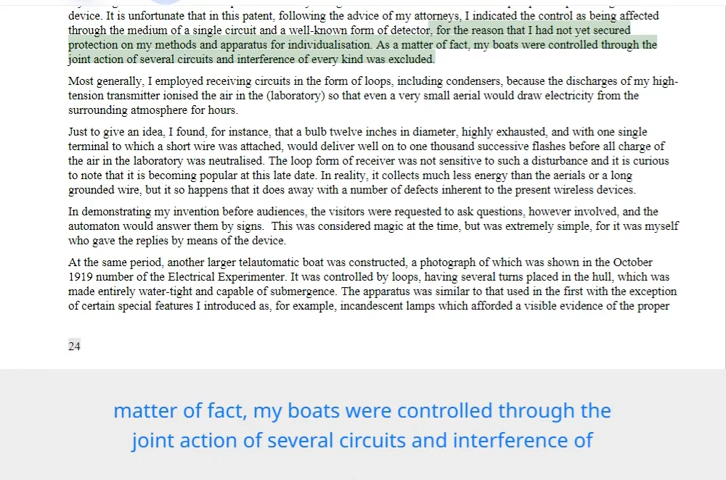 device. It is unfortunate that in this patent, following the advice of my attorneys, I indicated the control as being affected
through the medium of a single circuit and a well-known form of detector, for the reason that I had not yet secured
protection on my methods and apparatus for individualisation. As a matter of fact, my boats were controlled through the
joint action of several circuits and interference of every kind was excluded.
Most generally, I employed receiving circuits in the form of loops, including condensers, because the discharges of my high-
tension transmitter ionised the air in the (laboratory) so that even a very small aerial would draw electricity from the
surrounding atmosphere for hours.
Just to give an idea, I found, for instance, that a bulb twelve inches in diameter, highly exhausted, and with one single
terminal to which a short wire was attached, would deliver well on to one thousand successive flashes before all charge of
the air in the laboratory was neutralised. The loop form of receiver was not sensitive to such a disturbance and it is curious
to note that it is becoming popular at this late date. In reality, it collects much less energy than the aerials or a long
grounded wire, but it so happens that it does away with a number of defects inherent to the present wireless devices.
In demonstrating my invention before audiences, the visitors were requested to ask questions, however involved, and the
automaton would answer them by signs. This was considered magic at the time, but was extremely simple, for it was myself
who gave the replies by means of the device.
At the same period, another larger telautomatic boat was constructed, a photograph of which was shown in the October
1919 number of the Electrical Experimenter. It was controlled by loops, having several turns placed in the hull, which was
made entirely water-tight and capable of submergence. The apparatus was similar to that used in the first with the exception
of certain special features I introduced as, for example, incandescent lamps which afforded a visible evidence of the proper
24
matter of fact, my boats were controlled through the
joint action of several circuits and interference of